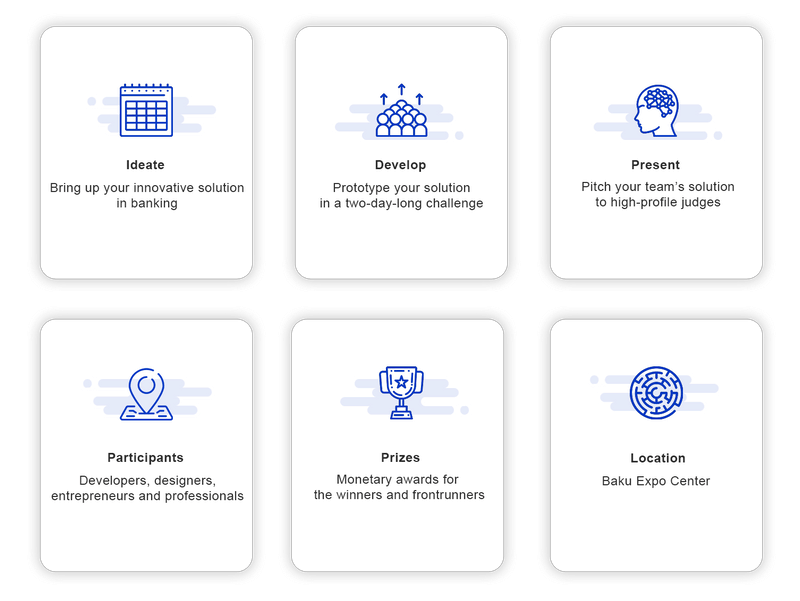 Ideate
Bring up your innovative solution
in banking
Develop
Prototype your solution
in a two-day-long challenge
Present
Pitch your team's solution
to high-profile judges
Participants
Developers, designers,
entrepreneurs and professionals
Prizes
Monetary awards for
the winners and frontrunners
Location
Baku Expo Center